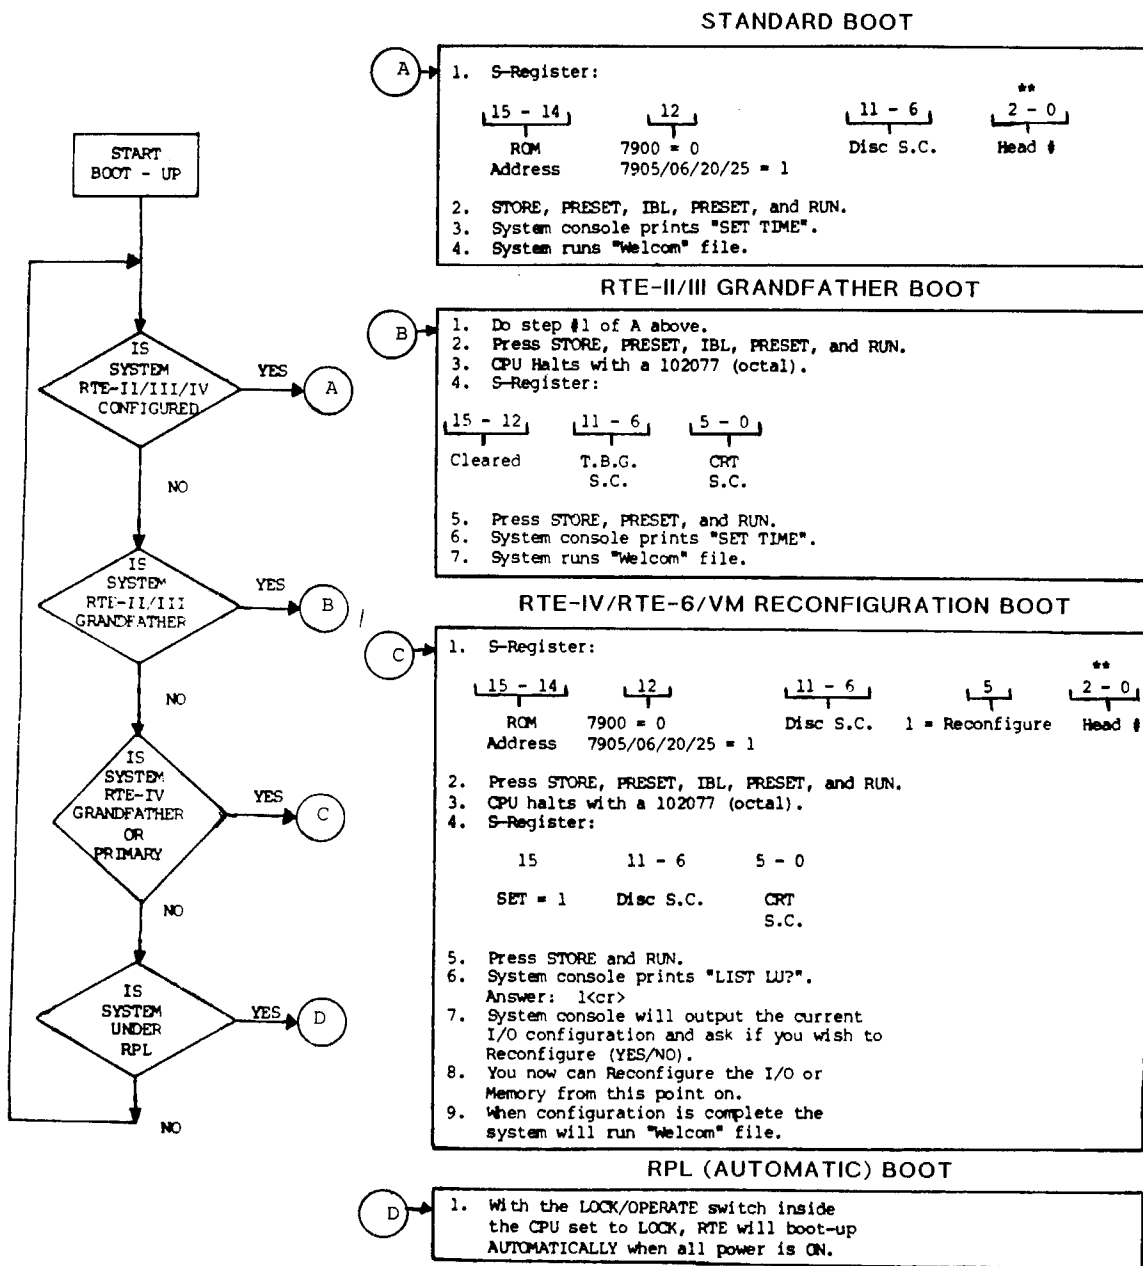 START
BOOT - UP
IS
SYSTEM
RTE-II/III/IV
CONFIGURED
YES
A
NO
IS
SYSTEM
RTE-II/III
GRANDFATHER
YES
B
NO
IS
SYSTEM
RTE-IV
GRANDFATHER
OR
PRIMARY
YES
C
NO
IS
SYSTEM
UNDER
RPL
YES
D
NO
STANDARD BOOT
A
1. S-Register:
**
15 - 14 12 11 - 6 2 - 0
ROM 7900 = 0 Disc S.C. Head #
Address 7905/06/20/25 = 1
2. STORE, PRESET, IBL, PRESET, and RUN.
3. System console prints "SET TIME".
4. System runs "Welcom" file.
RTE-II/III GRANDFATHER BOOT
B
1. Do step #1 of A above.
2. Press STORE, PRESET, IBL, PRESET, and RUN.
3. CPU Halts with a 102077 (octal).
4. S-Register:
15 - 12 11 - 6 5 - 0
Cleared T.B.G. CRT
S.C. S.C.
5. Press STORE, PRESET, and RUN.
6. System console prints "SET TIME".
7. System runs "Welcom" file.
RTE-IV/RTE-6/VM RECONFIGURATION BOOT
C
1. S-Register:
**
15 - 14 12 11 - 6 5 2 - 0
ROM 7900 = 0 Disc S.C. 1 = Reconfigure Head #
Address 7905/06/20/25 = 1
2. Press STORE, PRESET, IBL, PRESET, and RUN.
3. CPU halts with a 102077 (octal).
4. S-Register:
15 11 - 6 5 - 0
SET = 1 Disc S.C. CRT
S.C.
5. Press STORE and RUN.
6. System console prints "LIST LU?".
Answer: 1<cr>
7. System console will output the current
I/O configuration and ask if you wish to
Reconfigure (YES/NO).
8. You now can Reconfigure the I/O or
Memory from this point on.
9. When configuration is complete the
system will run "Welcom" file.
RPL (AUTOMATIC) BOOT
D
1. With the LOCK/OPERATE switch inside
the CPU set to LOCK, RTE will boot-up
AUTOMATICALLY when all power is ON.